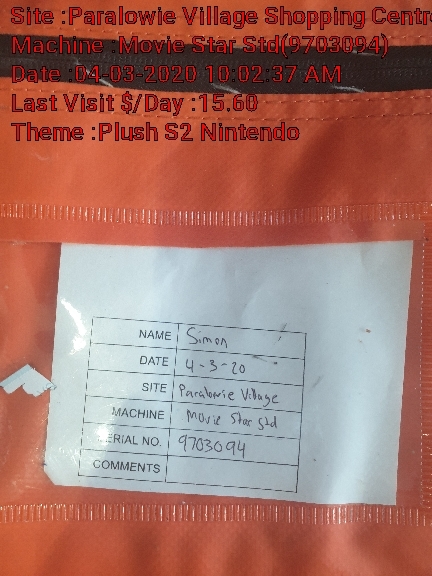 Site :Paralowie Village Shopping Centr
Machine :Movie Star Std(9703094)
Date :04-03-2020 10:02:37 AM
Last Visit $/Day :15.60
Theme :Plush S2 Nintendo
NAME Simon
DATE 4-3-20
SITE Paralowie Village
MACHINE Movie Star Std
ERIAL NO. 9703094
COMMENTS